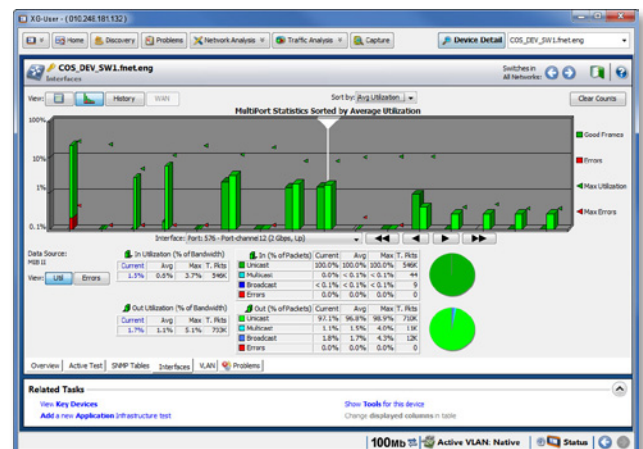 XG-User - ( 010.248.181.132 )
Home Discovery Problems Network Analysis Traffic Analysis Capture Device Detail COS_DEV_SW1.fnet.eng
COS_DEV_SW1.fnet.eng
Interfaces
Switches in
All Networks:
View: History WAN Sort by: Avg Utilization Clear Counts
MultiPort Statistics Sorted by Average Utilization
100%
10%
1%
0.1%
Good Frames
Errors
Max Utilization
Max Errors
Interface: Port: 576 - Port-channel12 (2 Gbps, Up)
Data Source:
MIB II
View: Util Errors
In Utilization (% of Bandwidth)
Current Avg Max T. Pkts
1.3% 0.8% 3.7% 546K
Out Utilization (% of Bandwidth)
Current Avg Max T. Pkts
1.7% 1.1% 5.1% 733K
In (% of Packets) Current Avg Max T. Pkts
Unicast 100.0% 100.0% 100.0% 546K
Multicast 0.0% < 0.1% < 0.1% 44
Broadcast < 0.1% < 0.1% < 0.1% 9
Errors 0.0% 0.0% 0.0% 0
Out (% of Packets) Current Avg Max T. Pkts
Unicast 97.1% 96.8% 98.9% 710K
Multicast 1.1% 1.5% 4.0% 11K
Broadcast 1.8% 1.7% 4.3% 12K
Errors 0.0% 0.0% 0.0% 0
Overview Active Test SNMP Tables Interfaces VLAN Problems
Related Tasks
View Key Devices
Add a new Application Infrastructure test
Show Tools for this device
Change displayed columns in table
100Mb Active VLAN: Native Status